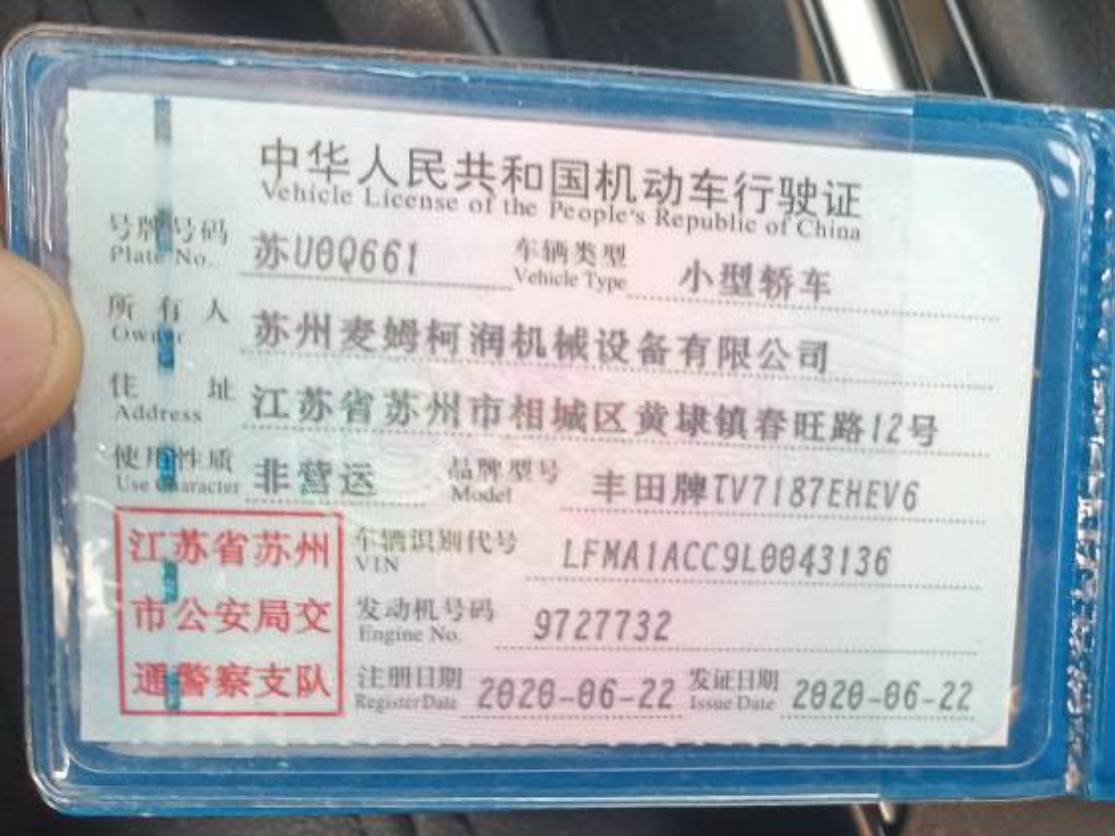 中华人民共和国机动车行驶证
Vehicle License of the People's Republic of China
号牌号码 苏U0Q661 车辆类型 小型轿车
Plate No. Vehicle Type
所有人 苏州麦姆柯润机械设备有限公司
Owner
住址 江苏省苏州市相城区黄埭镇春旺路12号
Address
使用性质 非营运 品牌型号 丰田牌TV7187EHEV6
Use Character Model
江苏省苏州 车辆识别代号 LFMA1ACC9L0043136
VIN
市公安局交 发动机号码 9727732
Engine No.
通警察支队 注册日期 2020-06-22 发证日期 2020-06-22
Register Date Issue Date